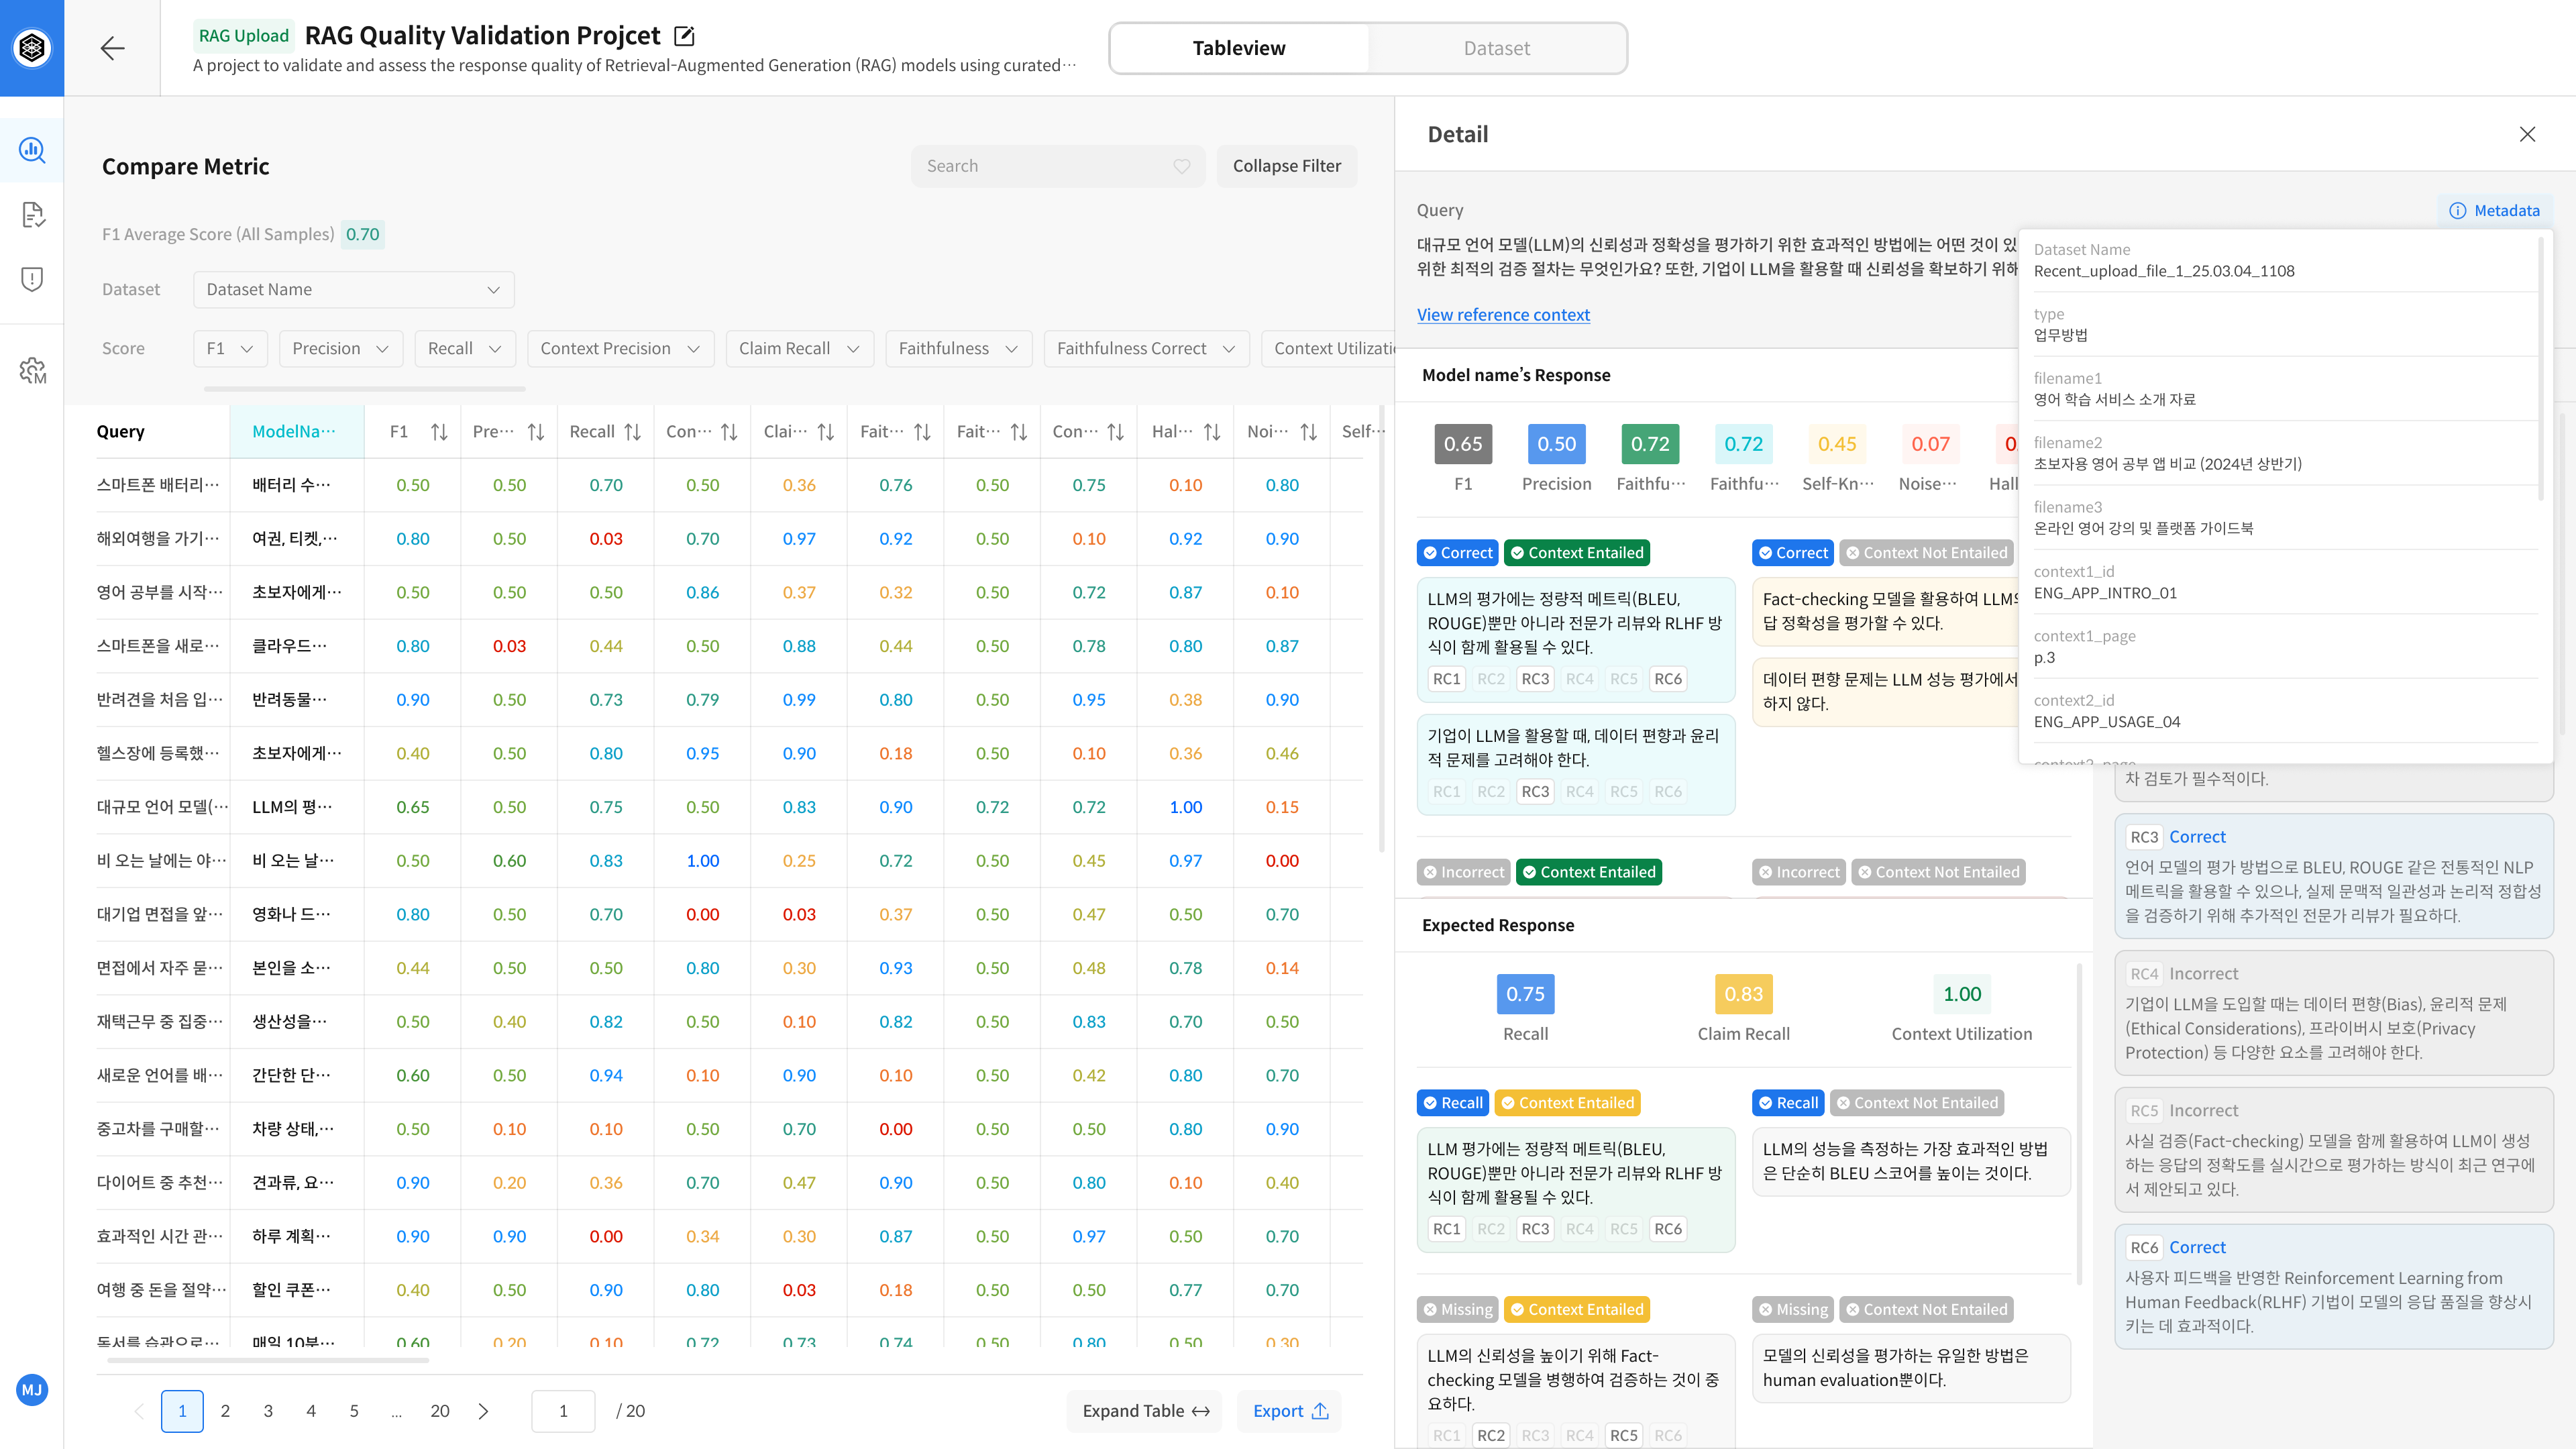 RAG Upload
RAG Quality Validation Projcet
A project to validate and assess the response quality of Retrieval-Augmented Generation (RAG) models using curated⋯
Tableview
Dataset
Compare Metric
Search
Collapse Filter
F1 Average Score (All Samples) 0.70
Dataset
Dataset Name
Score
F1
Precision
Recall
Context Precision
Claim Recall
Faithfulness
Faithfulness Correct
Context Utilizati
Query ModelNa⋯ F1 Pre⋯ Recall Con⋯ Clai⋯ Fait⋯ Fait⋯ Con⋯ Hal⋯ Noi⋯ Self⋯
스마트폰 배터리⋯ 배터리 수⋯ 0.50 0.50 0.70 0.50 0.36 0.76 0.50 0.75 0.10 0.80
해외여행을 가기⋯ 여권, 티켓,⋯ 0.80 0.50 0.03 0.70 0.97 0.92 0.50 0.10 0.92 0.90
영어 공부를 시작⋯ 초보자에게⋯ 0.50 0.50 0.50 0.86 0.37 0.32 0.50 0.72 0.87 0.10
스마트폰을 새로⋯ 클라우드⋯ 0.80 0.03 0.44 0.50 0.88 0.44 0.50 0.78 0.80 0.87
반려견을 처음 입⋯ 반려동물⋯ 0.90 0.50 0.73 0.79 0.99 0.80 0.50 0.95 0.38 0.90
헬스장에 등록했⋯ 초보자에게⋯ 0.40 0.50 0.80 0.95 0.90 0.18 0.50 0.10 0.36 0.46
대규모 언어 모델(⋯ LLM의 평⋯ 0.65 0.50 0.75 0.50 0.83 0.90 0.72 0.72 1.00 0.15
비 오는 날에는 야⋯ 비 오는 날⋯ 0.50 0.60 0.83 1.00 0.25 0.72 0.50 0.45 0.97 0.00
대기업 면접을 앞⋯ 영화나 드⋯ 0.80 0.50 0.70 0.00 0.03 0.37 0.50 0.47 0.50 0.70
면접에서 자주 묻⋯ 본인을 소⋯ 0.44 0.50 0.50 0.80 0.30 0.93 0.50 0.48 0.78 0.14
재택근무 중 집중⋯ 생산성을⋯ 0.50 0.40 0.82 0.50 0.10 0.82 0.50 0.83 0.70 0.50
새로운 언어를 배⋯ 간단한 단⋯ 0.60 0.50 0.94 0.10 0.90 0.10 0.50 0.42 0.80 0.70
중고차를 구매할⋯ 차량 상태,⋯ 0.50 0.10 0.10 0.50 0.70 0.00 0.50 0.50 0.80 0.90
다이어트 중 추천⋯ 견과류, 요⋯ 0.90 0.20 0.36 0.70 0.47 0.90 0.50 0.80 0.10 0.40
효과적인 시간 관⋯ 하루 계획⋯ 0.90 0.90 0.00 0.34 0.30 0.87 0.50 0.97 0.50 0.70
여행 중 돈을 절약⋯ 할인 쿠폰⋯ 0.40 0.50 0.90 0.80 0.03 0.18 0.50 0.50 0.77 0.70
독서를 습관으로⋯ 매일 10분⋯ 0.60 0.20 0.10 0.72 0.73 0.74 0.50 0.80 0.50 0.30
1 2 3 4 5 ... 20
1 / 20
Expand Table
Export
MJ
Detail
Query
Metadata
대규모 언어 모델(LLM)의 신뢰성과 정확성을 평가하기 위한 효과적인 방법에는 어떤 것이 있
위한 최적의 검증 절차는 무엇인가요? 또한, 기업이 LLM을 활용할 때 신뢰성을 확보하기 위해
View reference context
Model name's Response
0.65 0.50 0.72 0.72 0.45 0.07 0.
F1 Precision Faithfu⋯ Faithfu⋯ Self-Kn⋯ Noise⋯ Hall
Correct Context Entailed
LLM의 평가에는 정량적 메트릭(BLEU,
ROUGE)뿐만 아니라 전문가 리뷰와 RLHF 방
식이 함께 활용될 수 있다.
RC1 RC2 RC3 RC4 RC5 RC6
기업이 LLM을 활용할 때, 데이터 편향과 윤리
적 문제를 고려해야 한다.
RC1 RC2 RC3 RC4 RC5 RC6
Correct Context Not Entailed
Fact-checking 모델을 활용하여 LLM의
답 정확성을 평가할 수 있다.
데이터 편향 문제는 LLM 성능 평가에서
하지 않다.
Incorrect Context Entailed
Incorrect Context Not Entailed
Expected Response
0.75 0.83 1.00
Recall Claim Recall Context Utilization
Recall Context Entailed
LLM 평가에는 정량적 메트릭(BLEU,
ROUGE)뿐만 아니라 전문가 리뷰와 RLHF 방
식이 함께 활용될 수 있다.
RC1 RC2 RC3 RC4 RC5 RC6
Recall Context Not Entailed
LLM의 성능을 측정하는 가장 효과적인 방법
은 단순히 BLEU 스코어를 높이는 것이다.
Missing Context Entailed
LLM의 신뢰성을 높이기 위해 Fact-
checking 모델을 병행하여 검증하는 것이 중
요하다.
RC1 RC2 RC3 RC4 RC5 RC6
Missing Context Not Entailed
모델의 신뢰성을 평가하는 유일한 방법은
human evaluation뿐이다.
Dataset Name
Recent_upload_file_1_25.03.04_1108
type
업무방법
filename1
영어 학습 서비스 소개 자료
filename2
초보자용 영어 공부 앱 비교 (2024년 상반기)
filename3
온라인 영어 강의 및 플랫폼 가이드북
context1_id
ENG_APP_INTRO_01
context1_page
p.3
context2_id
ENG_APP_USAGE_04
context2_page
차 검토가 필수적이다.
RC3 Correct
언어 모델의 평가 방법으로 BLEU, ROUGE 같은 전통적인 NLP
메트릭을 활용할 수 있으나, 실제 문맥적 일관성과 논리적 정합성
을 검증하기 위해 추가적인 전문가 리뷰가 필요하다.
RC4 Incorrect
기업이 LLM을 도입할 때는 데이터 편향(Bias), 윤리적 문제
(Ethical Considerations), 프라이버시 보호(Privacy
Protection) 등 다양한 요소를 고려해야 한다.
RC5 Incorrect
사실 검증(Fact-checking) 모델을 함께 활용하여 LLM이 생성
하는 응답의 정확도를 실시간으로 평가하는 방식이 최근 연구에
서 제안되고 있다.
RC6 Correct
사용자 피드백을 반영한 Reinforcement Learning from
Human Feedback(RLHF) 기법이 모델의 응답 품질을 향상시
키는 데 효과적이다.